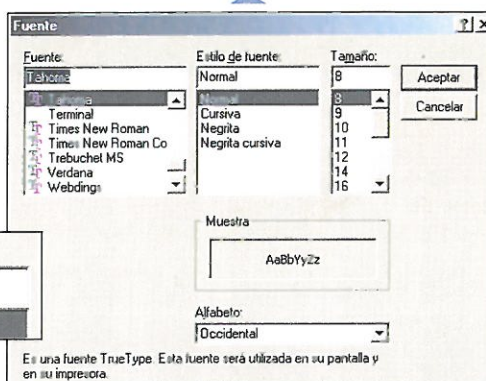 Fuente
Fuente:
Tahoma
Tahoma
Terminal
Times New Roman
Times New Roman Co
Trebuchet MS
Verdana
Webdings
Estilo de fuente:
Normal
Normal
Cursiva
Negrita
Negrita cursiva
Tamaño:
8
8
9
10
11
12
14
16
Aceptar
Cancelar
Muestra
AaBbYyZz
Alfabeto:
Occidental
Es una fuente TrueType. Esta fuente será utilizada en su pantalla y
en su impresora.